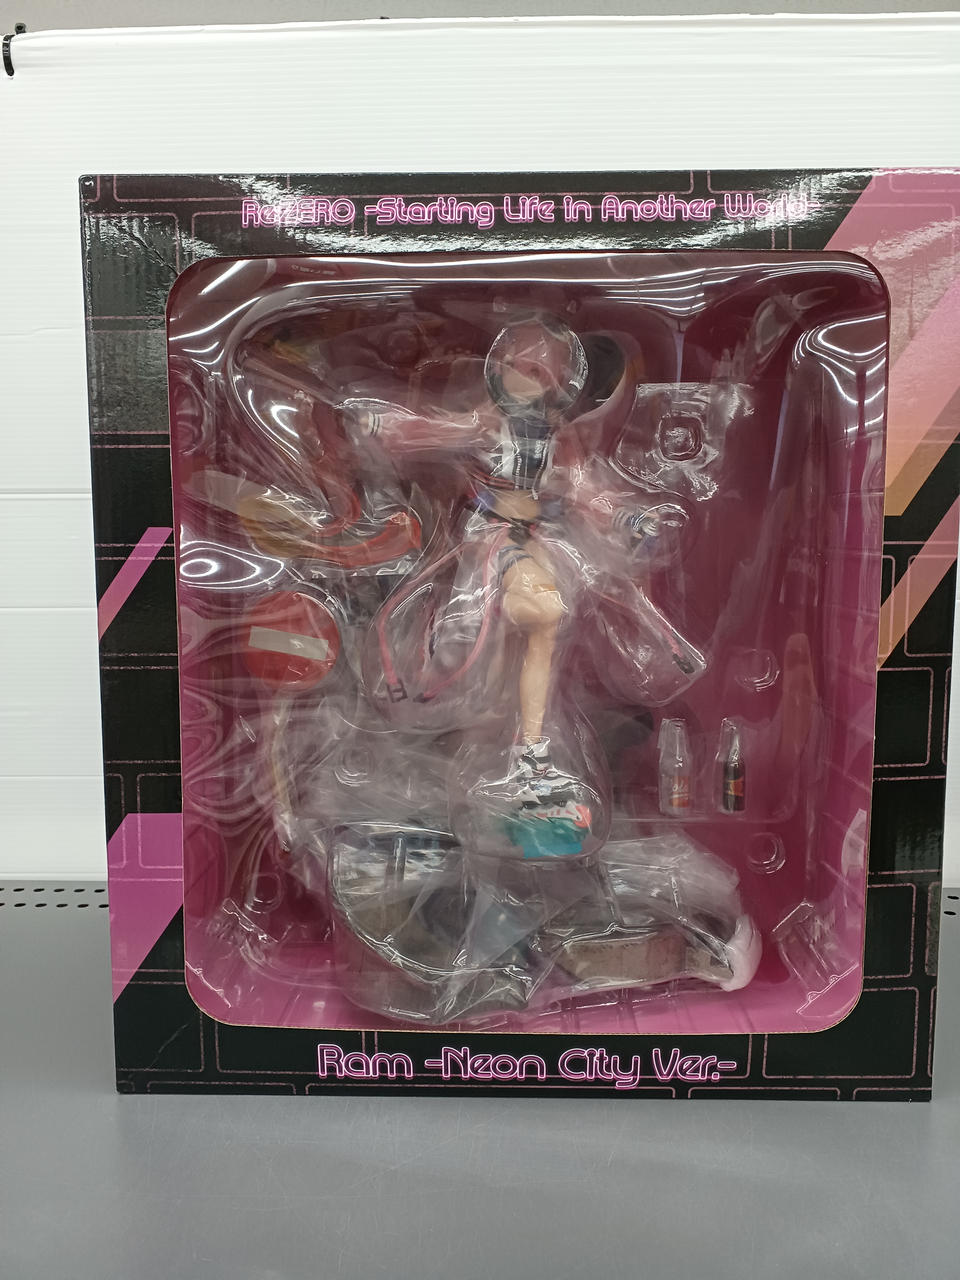 Re:ZERO -Starting Life in Another World-
Ram -Neon City Ver.-